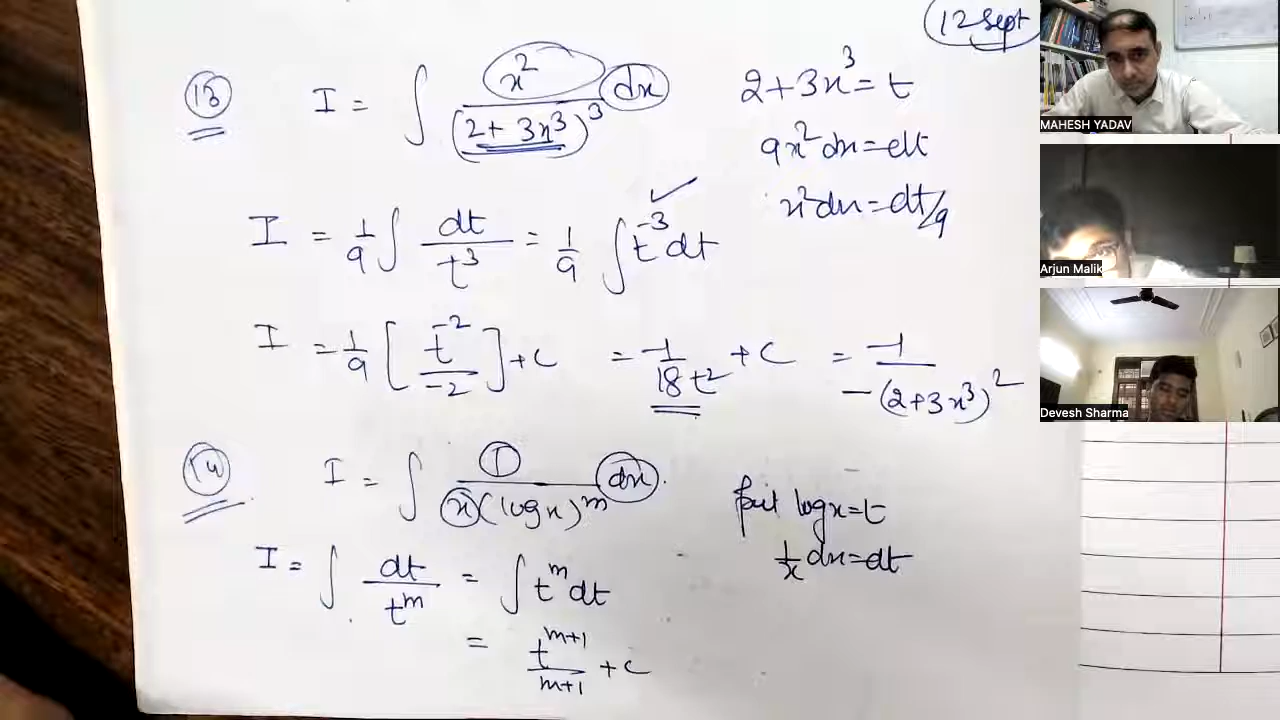 12 Sept
13 I = ∫ x² / (2 + 3x³)³ dx
2 + 3x³ = t
9x² dx = dt
x² dx = dt/9
I = 1/9 ∫ dt / t³ = 1/9 ∫ t⁻³ dt
I = 1/9 [ t⁻² / -2 ] + C = -1 / 18t² + C = -1 / -(2+3x³)²
14 I = ∫ 1 / x(log x)ᵐ dx.
put log x = t
1/x dx = dt
I = ∫ dt / tᵐ = ∫ tᵐ dt
= tᵐ⁺¹ / m+1 + C
MAHESH YADAV
Arjun Malik
Devesh Sharma